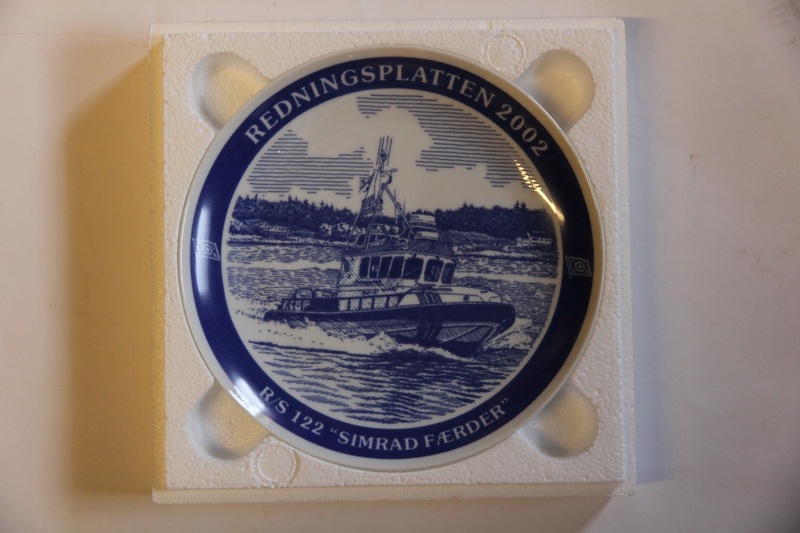 REDNINGSPLATTEN 2002
R/S 122 “SIMRAD FÆRDER”